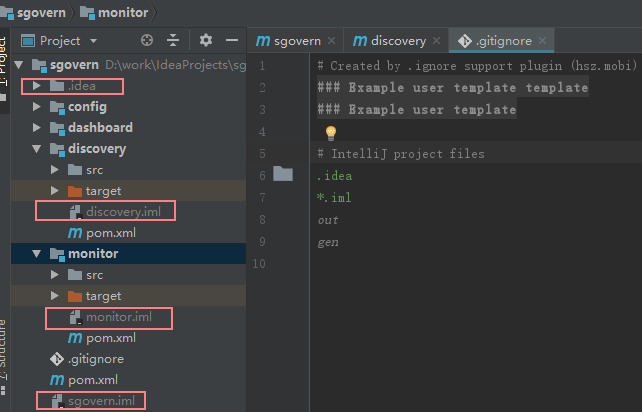 sgovern monitor
Project
sgovern D:\work\IdeaProjects\sg
.idea
config
dashboard
discovery
src
target
discovery.iml
pom.xml
monitor
src
target
monitor.iml
pom.xml
.gitignore
pom.xml
sgovern.iml
1: Project
7: Structure
sgovern discovery .gitignore
1 # Created by .ignore support plugin (hsz.mobi)
2 ### Example user template template
3 ### Example user template
4
5 # IntelliJ project files
6 .idea
7 *.iml
8 out
9 gen
10